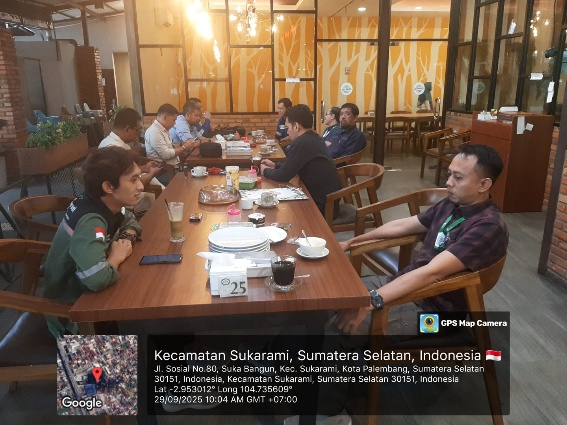 25
GPS Map Camera
Kecamatan Sukarami, Sumatera Selatan, Indonesia 🇮🇩
Jl. Sosial No.80, Suka Bangun, Kec. Sukarami, Kota Palembang, Sumatera Selatan
30151, Indonesia, Kecamatan Sukarami, Sumatera Selatan 30151, Indonesia
Lat -2.953012° Long 104.735609°
29/09/2025 10:04 AM GMT +07:00
Google